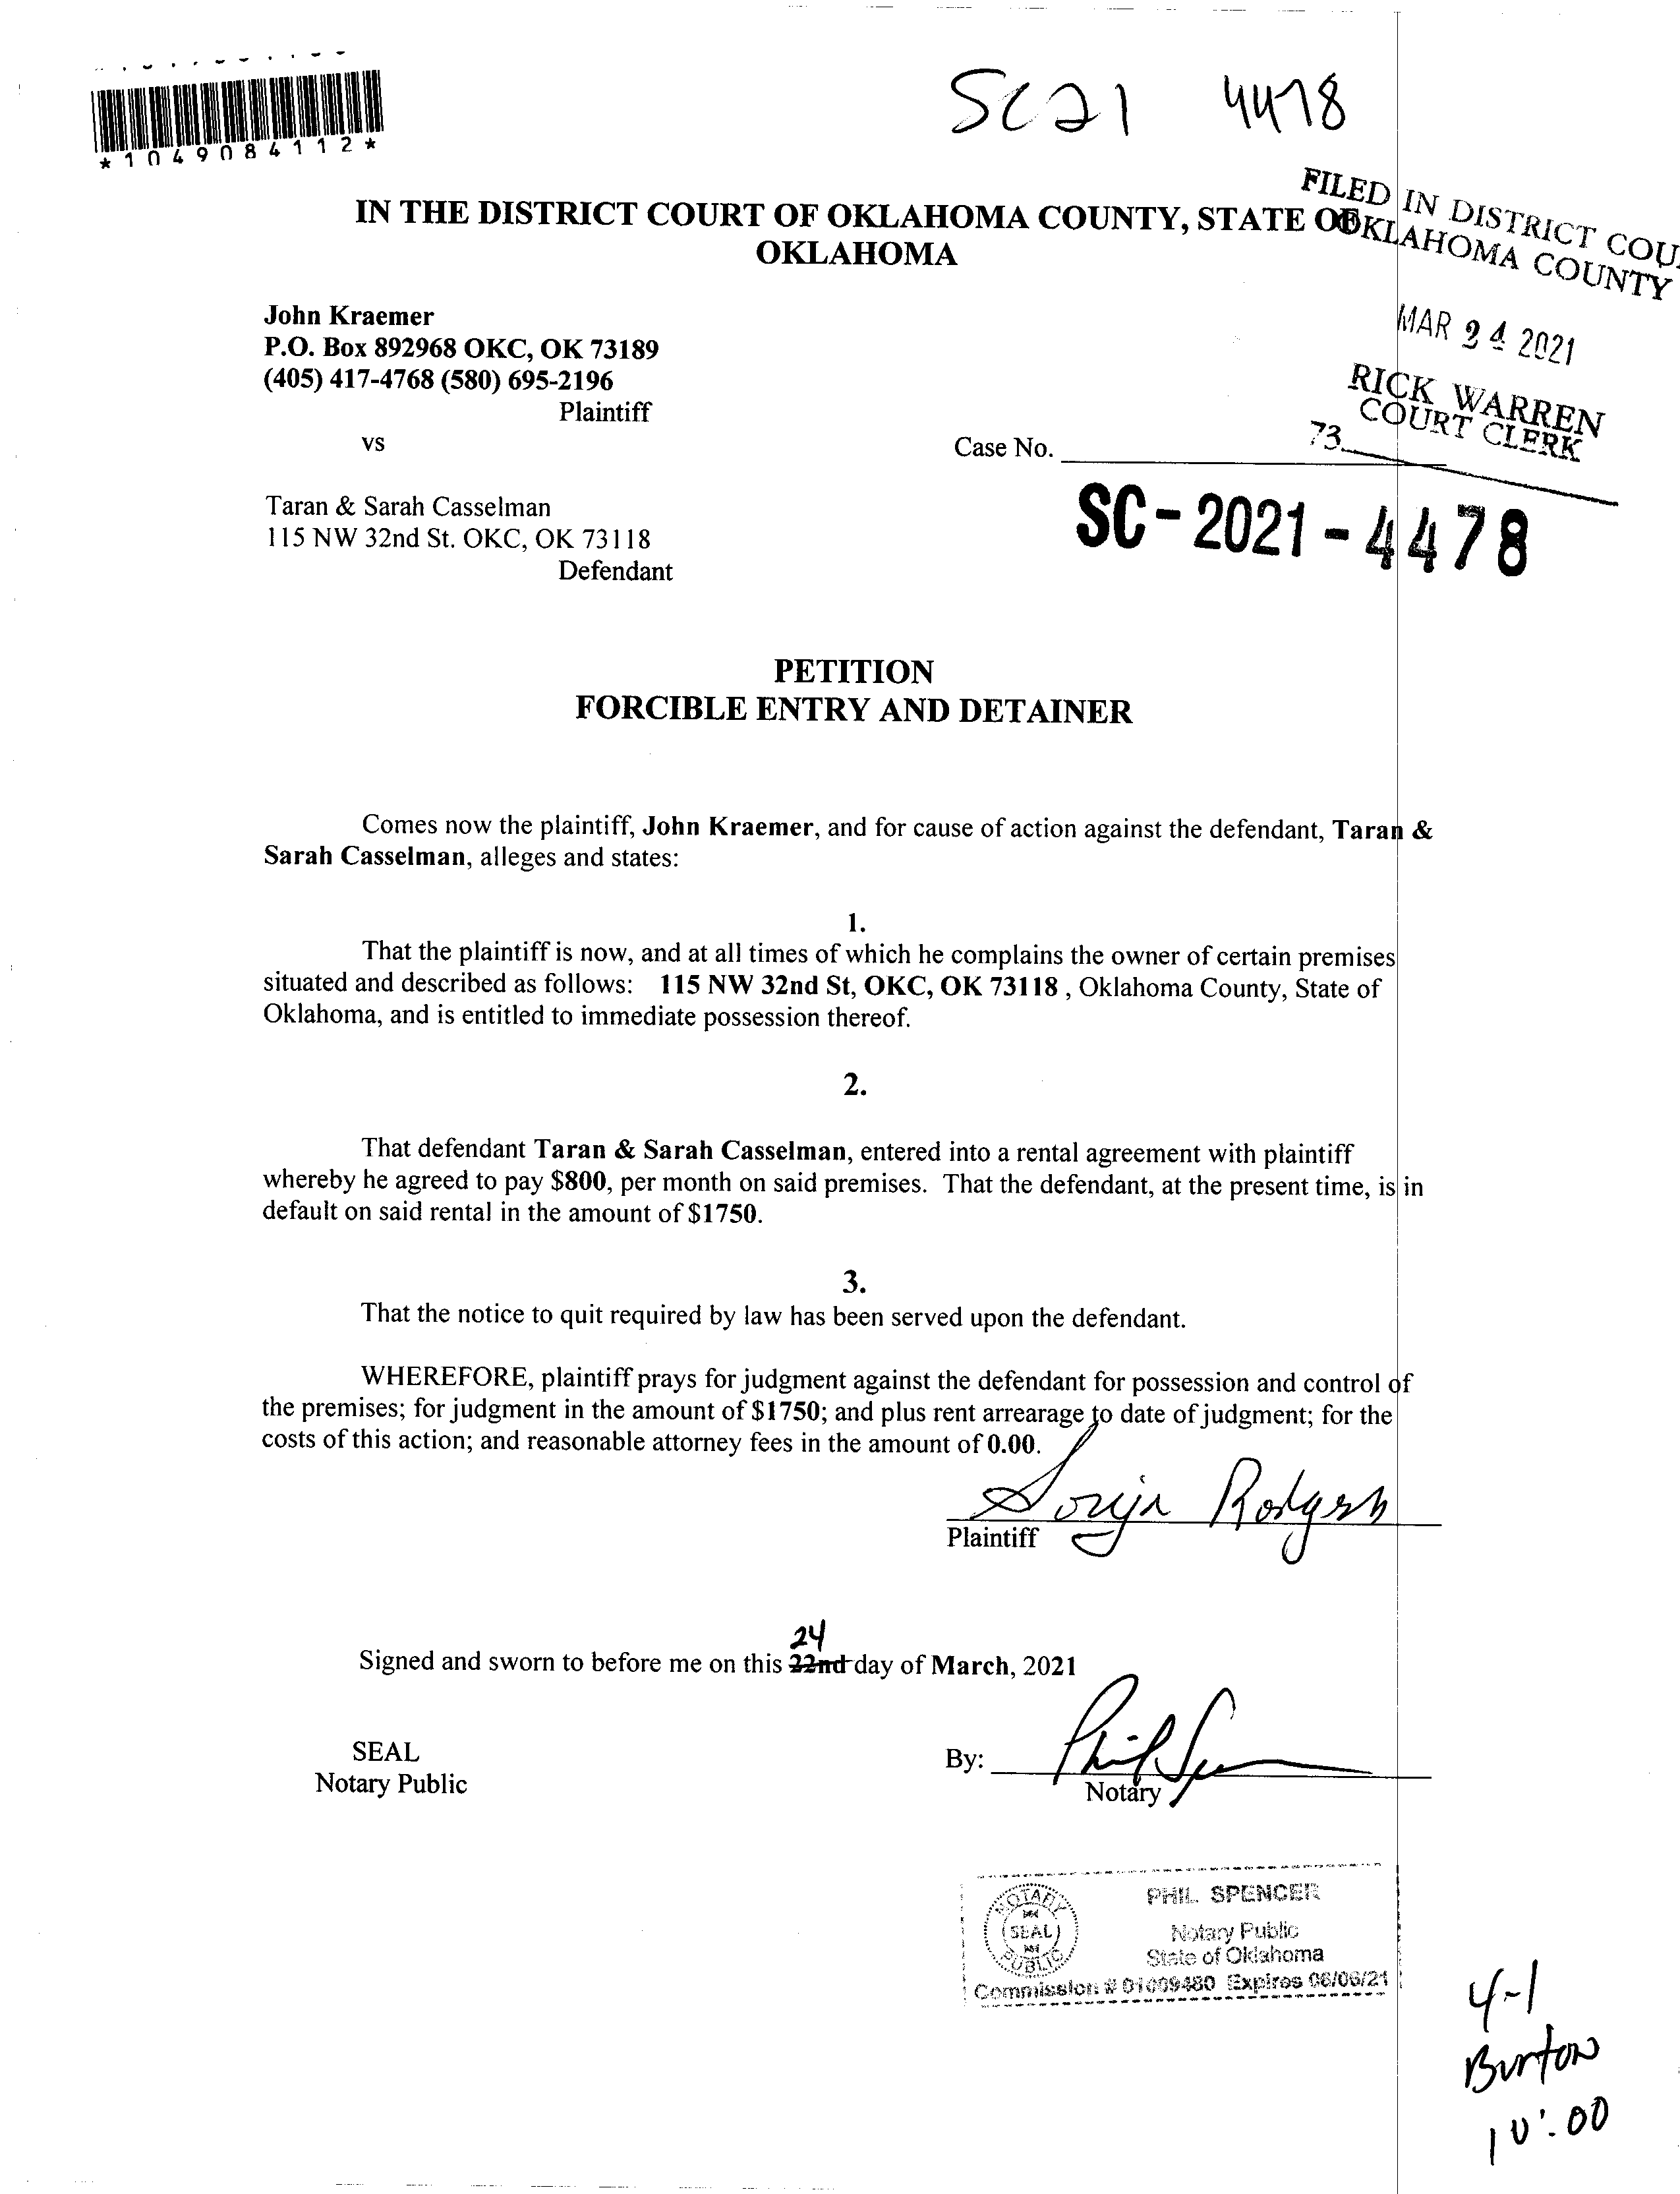 *1049084112*
SC21 4478
FILED IN DISTRICT COU
OKLAHOMA COUNTY
IN THE DISTRICT COURT OF OKLAHOMA COUNTY, STATE OF
OKLAHOMA
MAR 24 2021
RICK WARREN
COURT CLERK
73
John Kraemer
P.O. Box 892968 OKC, OK 73189
(405) 417-4768 (580) 695-2196
Plaintiff
vs
Case No.
SC-2021-4478
Taran & Sarah Casselman
115 NW 32nd St. OKC, OK 73118
Defendant
PETITION
FORCIBLE ENTRY AND DETAINER
Comes now the plaintiff, John Kraemer, and for cause of action against the defendant, Taran &
Sarah Casselman, alleges and states:
1.
That the plaintiff is now, and at all times of which he complains the owner of certain premises
situated and described as follows: 115 NW 32nd St, OKC, OK 73118 , Oklahoma County, State of
Oklahoma, and is entitled to immediate possession thereof.
2.
That defendant Taran & Sarah Casselman, entered into a rental agreement with plaintiff
whereby he agreed to pay $800, per month on said premises. That the defendant, at the present time, is in
default on said rental in the amount of $1750.
3.
That the notice to quit required by law has been served upon the defendant.
WHEREFORE, plaintiff prays for judgment against the defendant for possession and control of
the premises; for judgment in the amount of $1750; and plus rent arrearage to date of judgment; for the
costs of this action; and reasonable attorney fees in the amount of 0.00.
Plaintiff
24
Signed and sworn to before me on this 22nd day of March, 2021
SEAL
Notary Public
By: Phil Spencer
Notary
NOTARY
SEAL
PUBLIC
PHIL SPENCER
Notary Public
State of Oklahoma
Commission # 01009480 Expires 06/06/21
4-1
Burton
10:00